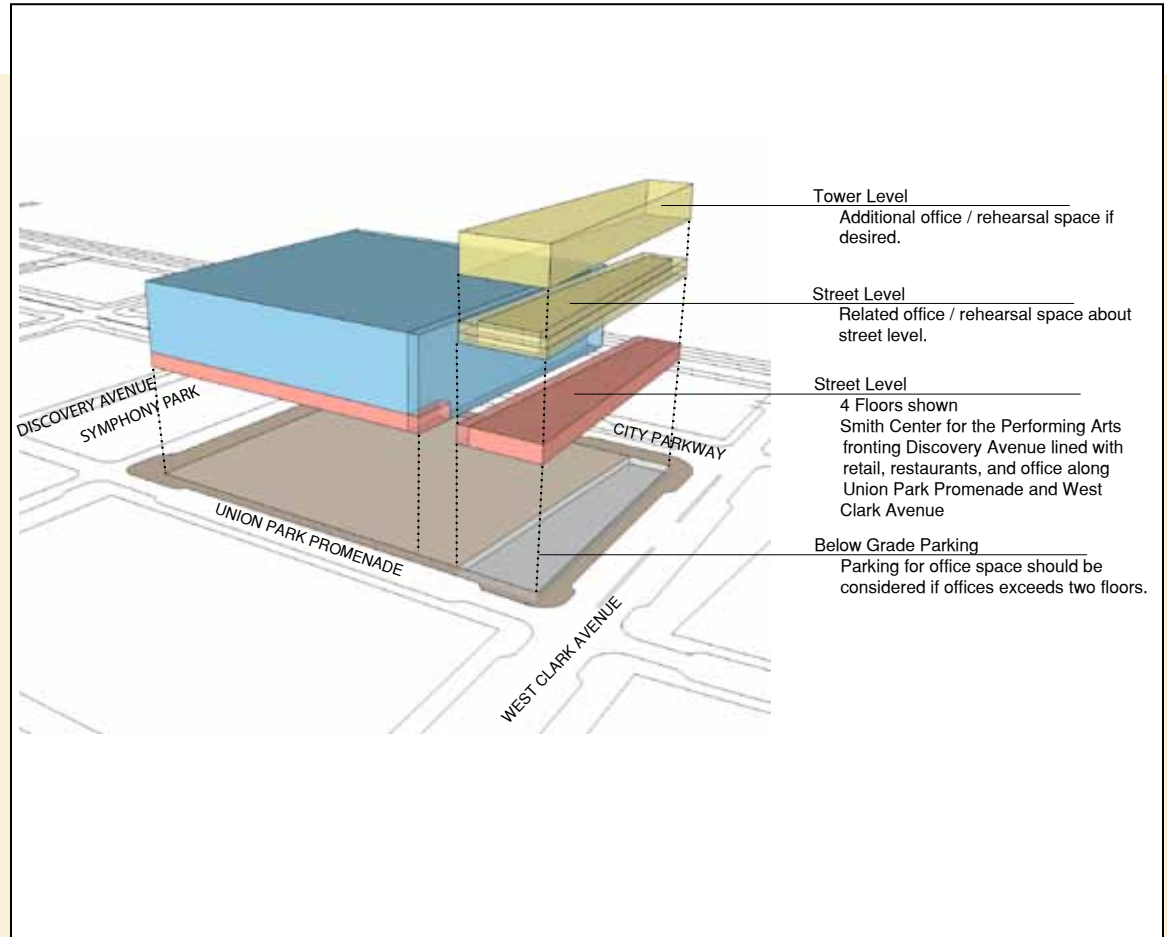 Tower Level
Additional office / rehearsal space if
desired.
Street Level
Related office / rehearsal space about
street level.
Street Level
4 Floors shown
Smith Center for the Performing Arts
fronting Discovery Avenue lined with
retail, restaurants, and office along
Union Park Promenade and West
Clark Avenue
Below Grade Parking
Parking for office space should be
considered if offices exceeds two floors.
DISCOVERY AVENUE
SYMPHONY PARK
CITY PARKWAY
UNION PARK PROMENADE
WEST CLARK AVENUE